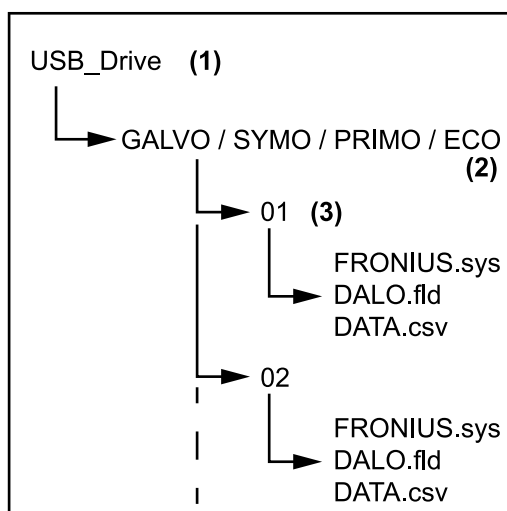 USB_Drive (1)
GALVO / SYMO / PRIMO / ECO
(2)
01 (3)
FRONIUS.sys
DALO.fld
DATA.csv
02
FRONIUS.sys
DALO.fld
DATA.csv